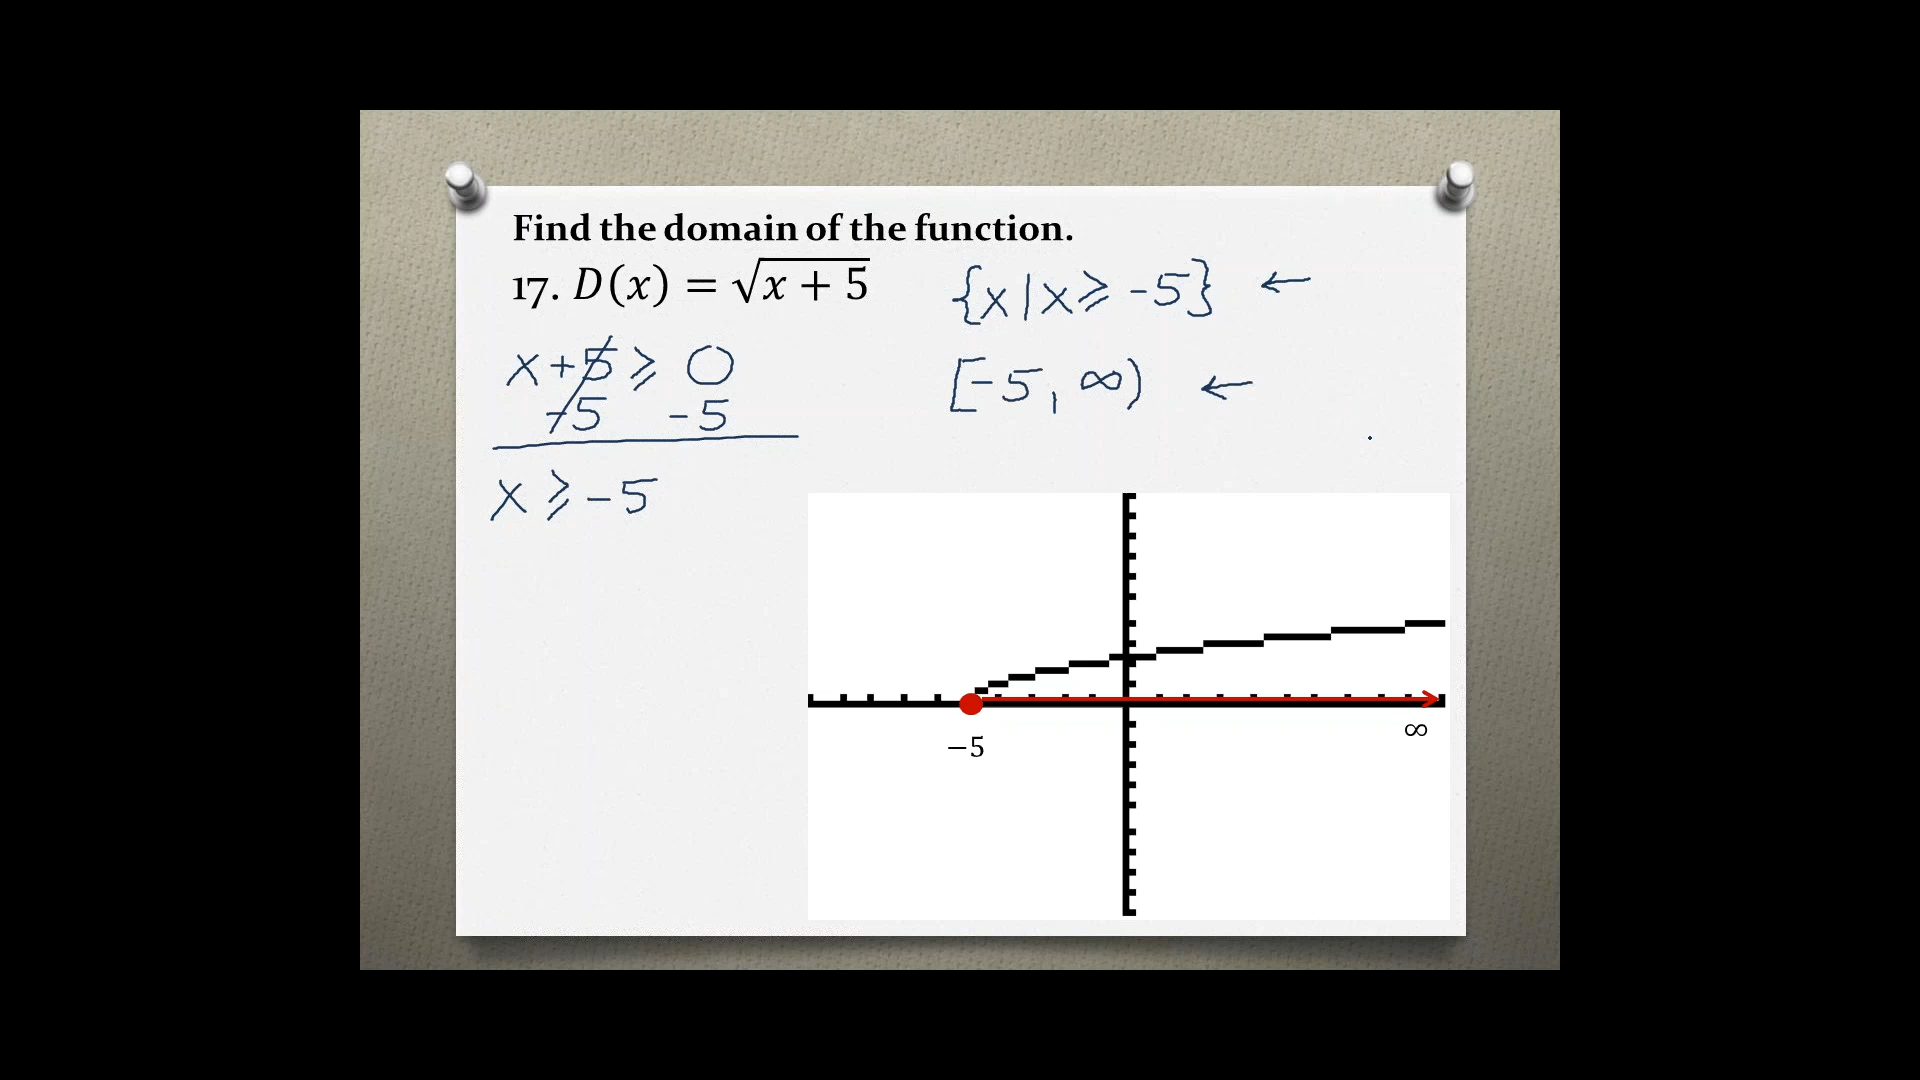 Find the domain of the function.
17. D(x) = √(x + 5)
{x | x ≥ -5} ←
x + 5 ≥ 0
-5 -5
[-5, ∞) ←
x ≥ -5
∞
−5